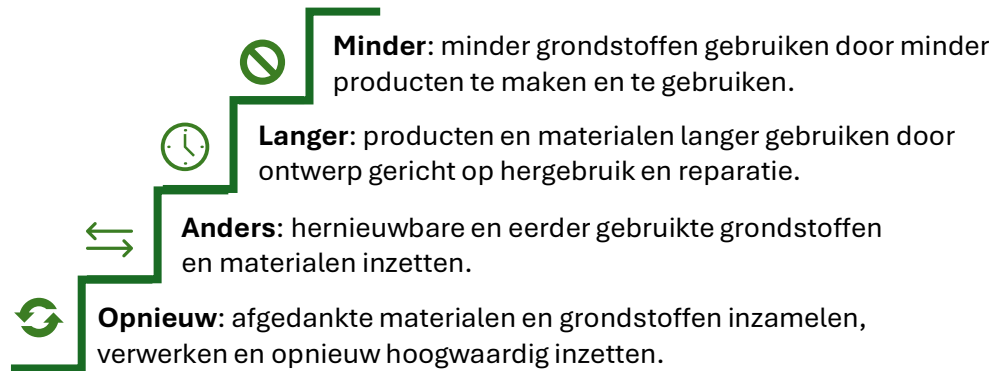 Minder: minder grondstoffen gebruiken door minder
producten te maken en te gebruiken.
Langer: producten en materialen langer gebruiken door
ontwerp gericht op hergebruik en reparatie.
Anders: hernieuwbare en eerder gebruikte grondstoffen
en materialen inzetten.
Opnieuw: afgedankte materialen en grondstoffen inzamelen,
verwerken en opnieuw hoogwaardig inzetten.